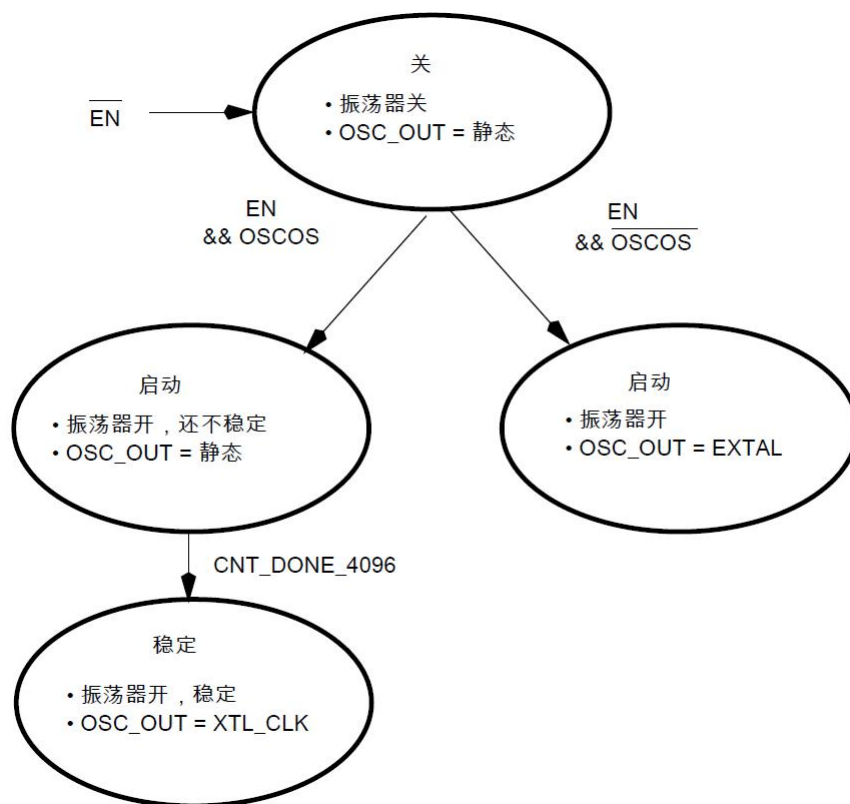 关
• 振荡器关
• OSC_OUT = 静态
EN
EN
&& OSCOS
EN
&& OSCOS
启动
• 振荡器开，还不稳定
• OSC_OUT = 静态
启动
• 振荡器开
• OSC_OUT = EXTAL
CNT_DONE_4096
稳定
• 振荡器开，稳定
• OSC_OUT = XTL_CLK